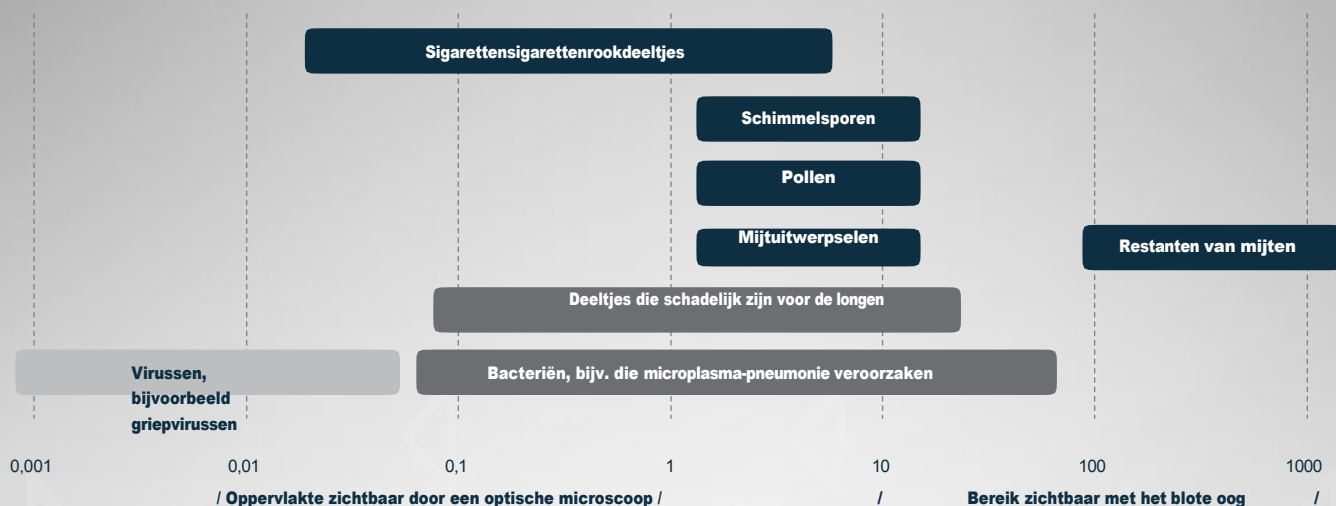 Sigarettensigarettenrookdeeltjes
Schimmelsporen
Pollen
Mijtuitwerpselen
Restanten van mijten
Deeltjes die schadelijk zijn voor de longen
Virussen,
bijvoorbeeld
griepvirussen
Bacteriën, bijv. die microplasma-pneumonie veroorzaken
0,001 0,01 0,1 1 10 100 1000
/ Oppervlakte zichtbaar door een optische microscoop / / Bereik zichtbaar met het blote oog /